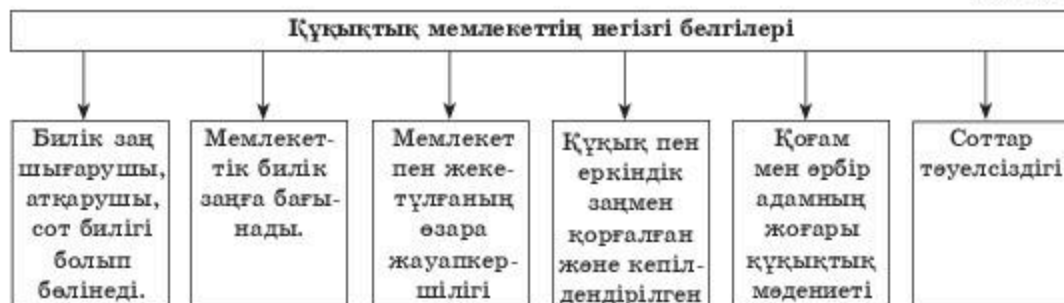 Құқықтық мемлекеттің негізгі белгілері
Билік заң
шығарушы,
атқарушы,
сот билігі
болып
бөлінеді.
Мемлекет-
тік билік
заңға бағы-
нады.
Мемлекет
пен жеке-
тұлғаның
өзара
жауапкер-
шілігі
Құқық пен
еркіндік
заңмен
қорғалған
және кепіл-
дендірілген
Қоғам
мен әрбір
адамның
жоғары
құқықтық
мәдениеті
Соттар
тәуелсіздігі